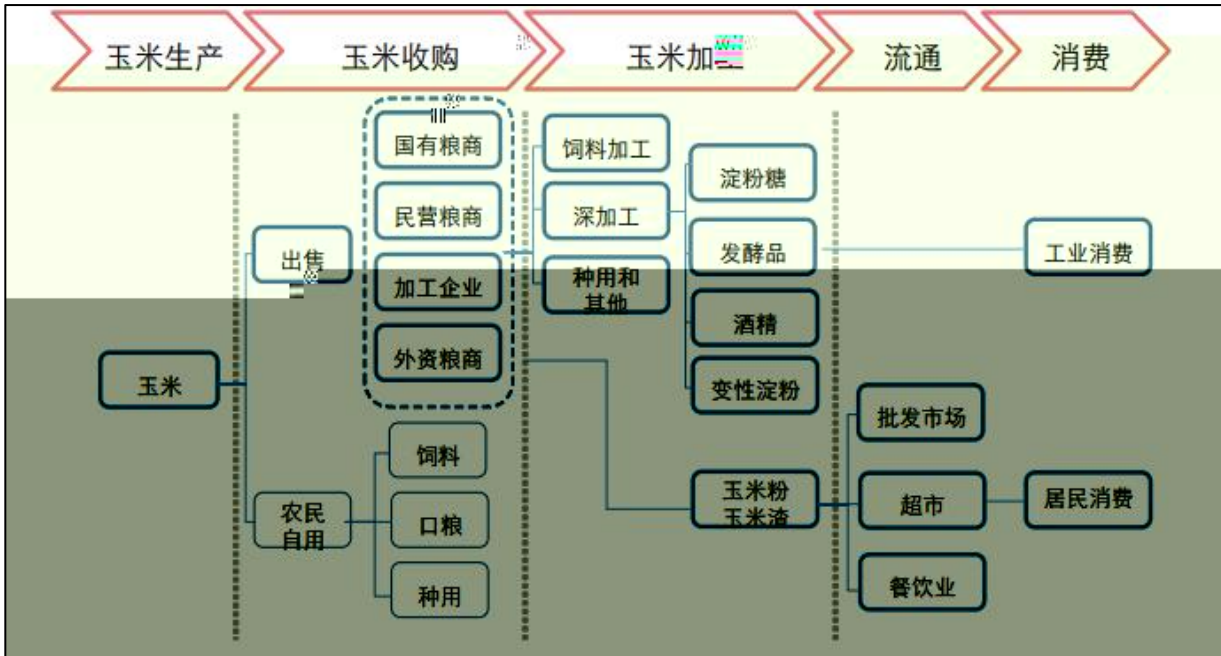 玉米生产
玉米收购
玉米加工
流通
消费
国有粮商
民营粮商
加工企业
外资粮商
出售
玉米
农民
自用
饲料
口粮
种用
饲料加工
深加工
种用和
其他
淀粉糖
发酵品
酒精
变性淀粉
玉米粉
玉米渣
批发市场
超市
餐饮业
工业消费
居民消费